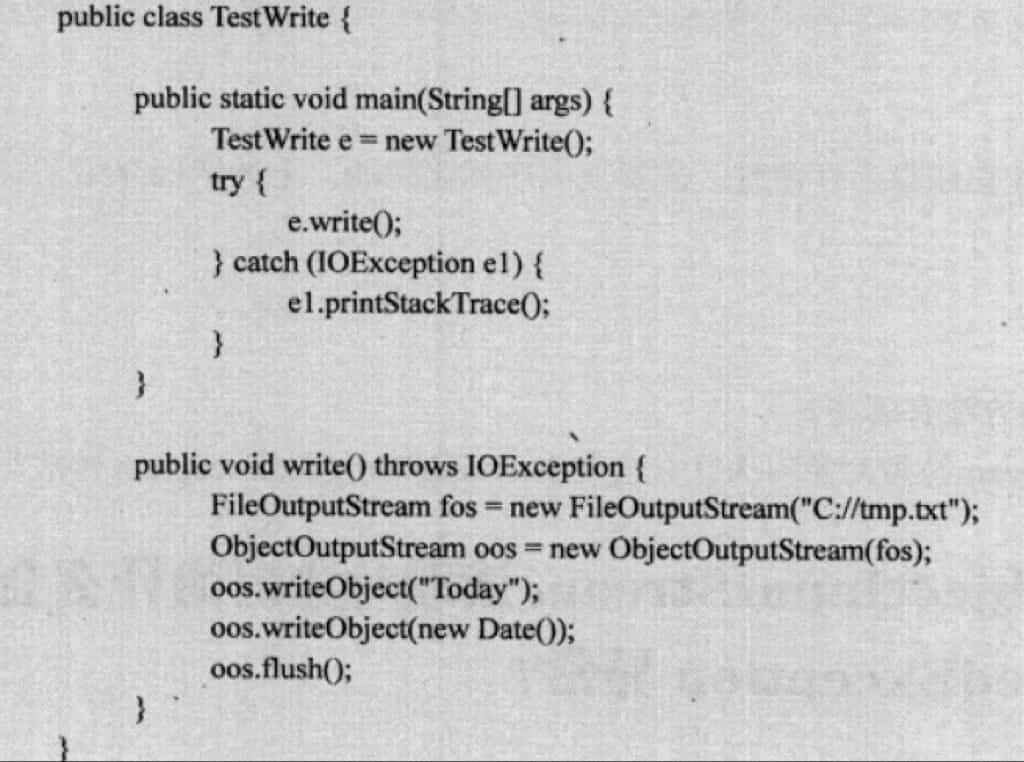 public class TestWrite {
public static void main(String[] args) {
TestWrite e = new TestWrite();
try {
e.write();
} catch (IOException e1) {
e1.printStackTrace();
}
}
public void write() throws IOException {
FileOutputStream fos = new FileOutputStream("C://tmp.txt");
ObjectOutputStream oos = new ObjectOutputStream(fos);
oos.writeObject("Today");
oos.writeObject(new Date());
oos.flush();
}
}